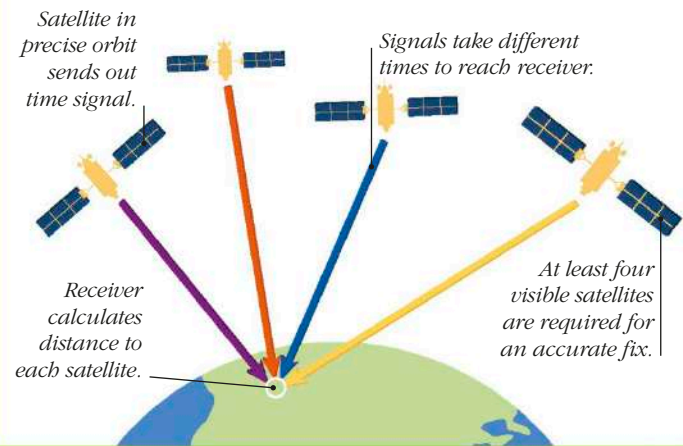 Satellite in
precise orbit
sends out
time signal.
Signals take different
times to reach receiver.
Receiver
calculates
distance to
each satellite.
At least four
visible satellites
are required for
an accurate fix.